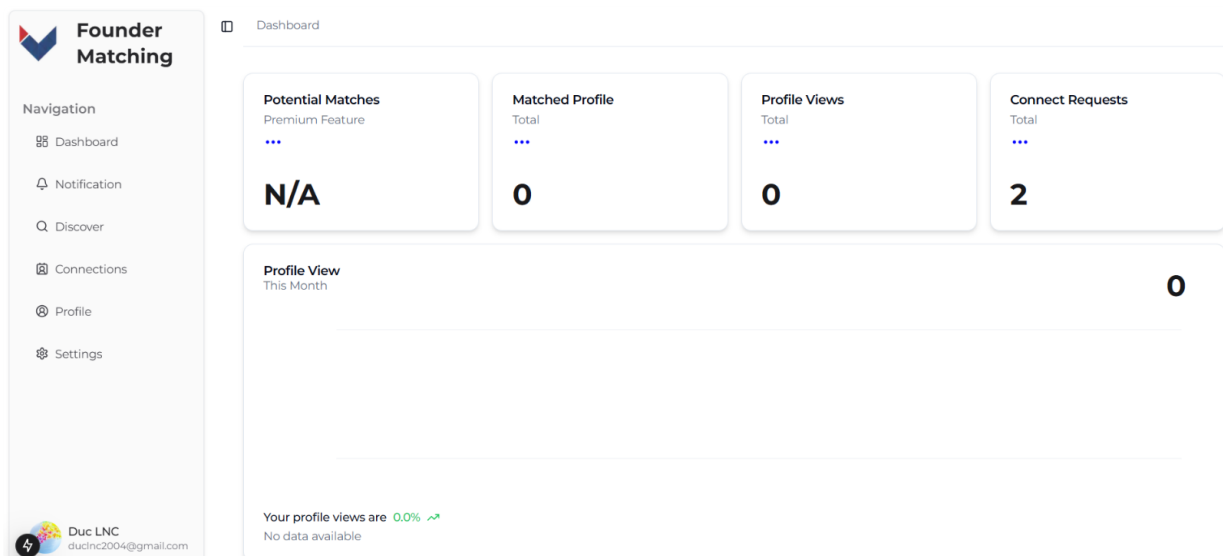 Founder
Matching
Navigation
Dashboard
Notification
Discover
Connections
Profile
Settings
Duc LNC
duclnc2004@gmail.com
Dashboard
Potential Matches
Premium Feature
...
N/A
Matched Profile
Total
...
0
Profile Views
Total
...
0
Connect Requests
Total
...
2
Profile View
This Month
0
Your profile views are 0.0%
No data available